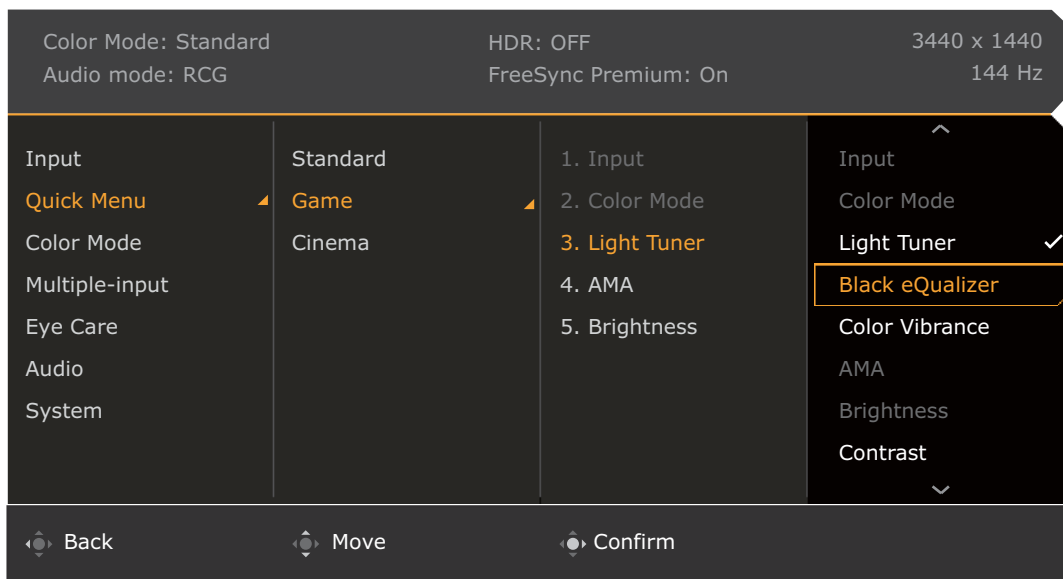 Color Mode: Standard
Audio mode: RCG
HDR: OFF
FreeSync Premium: On
3440 x 1440
144 Hz
Input
Quick Menu
Color Mode
Multiple-input
Eye Care
Audio
System
Standard
Game
Cinema
1. Input
2. Color Mode
3. Light Tuner
4. AMA
5. Brightness
Input
Color Mode
Light Tuner
Black eQualizer
Color Vibrance
AMA
Brightness
Contrast
Back
Move
Confirm